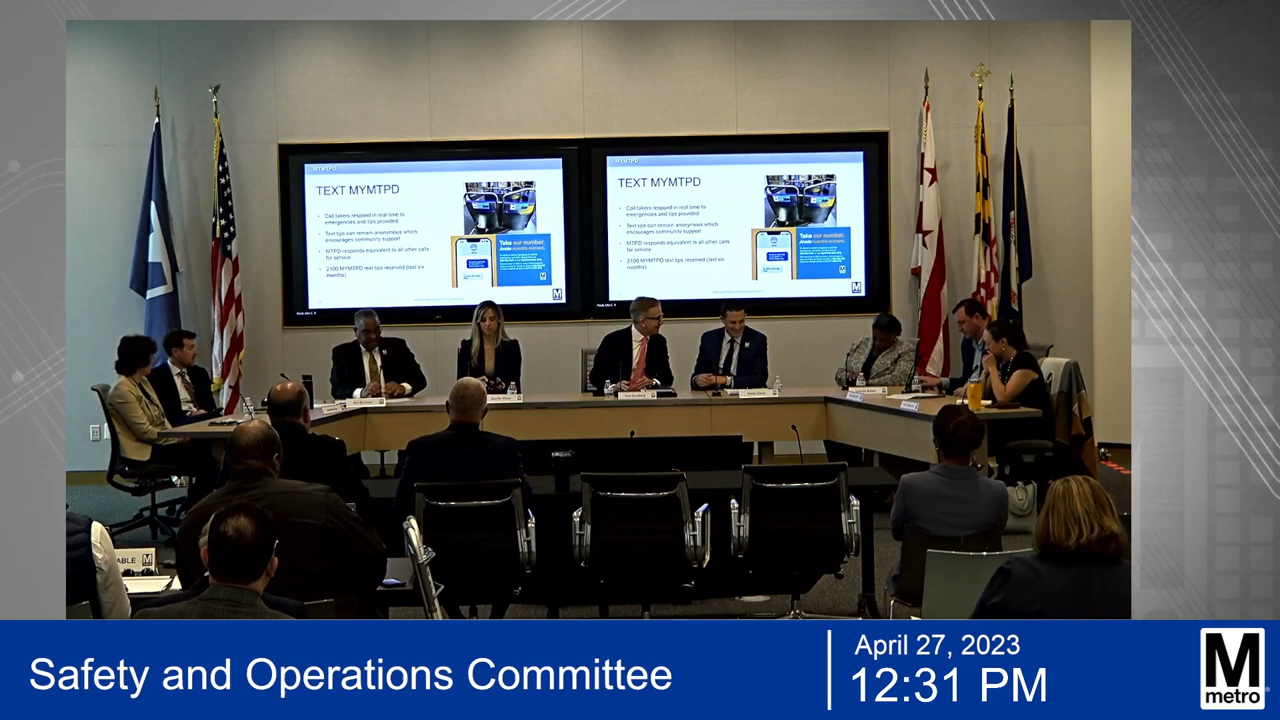 MYMTPD
TEXT MYMTPD
Call takers respond in real time to
emergencies and tips provided
Text tips can remain anonymous which
encourages community support
MTPD responds equivalent to all other calls
for service
2100 MYMTPD text tips received (last six
months)
Take our number.
M
MYMTPD
TEXT MYMTPD
Call takers respond in real time to
emergencies and tips provided
Text tips can remain anonymous which
encourages community support
MTPD responds equivalent to all other calls
for service
2100 MYMTPD text tips received (last six
months)
Take our number.
M
ABLE
M
Safety and Operations Committee
April 27, 2023
12:31 PM
M
metro